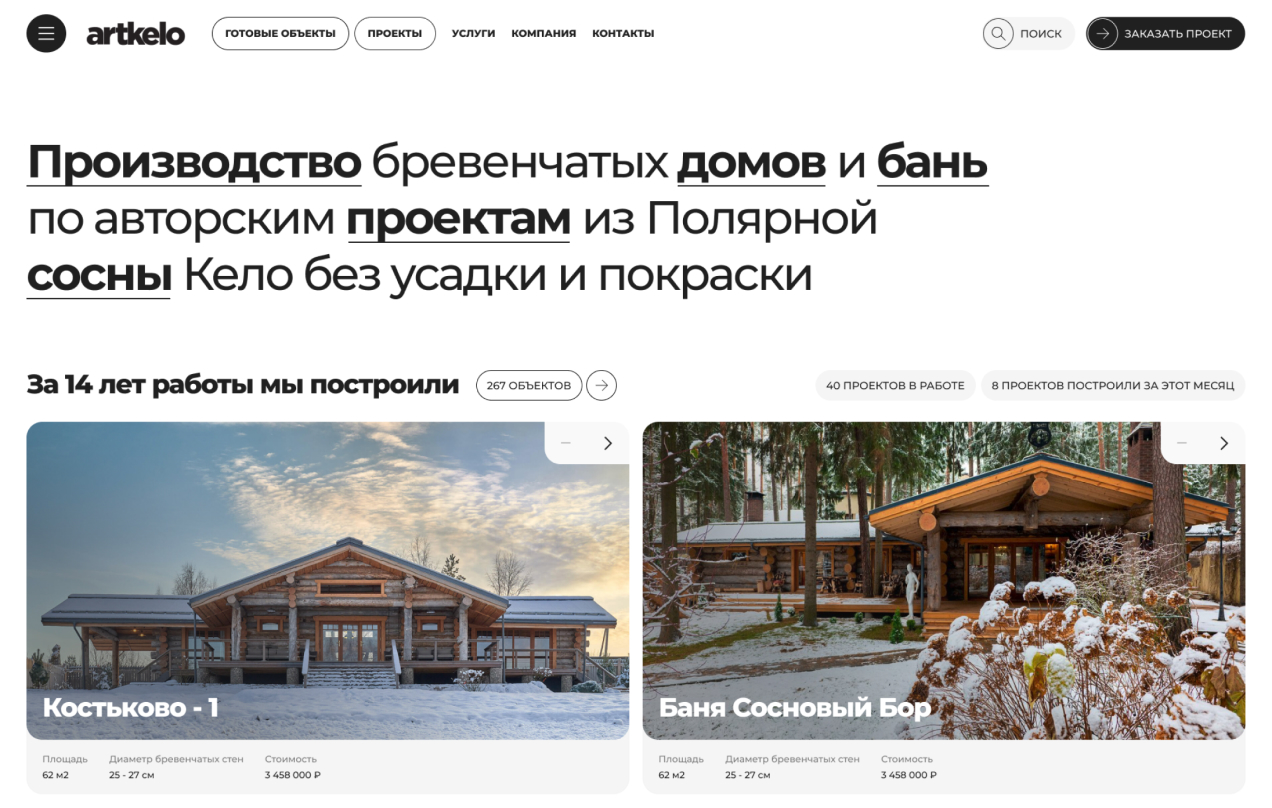 artkelo
ГОТОВЫЕ ОБЪЕКТЫ
ПРОЕКТЫ
УСЛУГИ
КОМПАНИЯ
КОНТАКТЫ
ПОИСК
ЗАКАЗАТЬ ПРОЕКТ
Производство бревенчатых домов и бань
по авторским проектам из Полярной
сосны Кело без усадки и покраски
За 14 лет работы мы построили
267 ОБЪЕКТОВ
40 ПРОЕКТОВ В РАБОТЕ
8 ПРОЕКТОВ ПОСТРОИЛИ ЗА ЭТОТ МЕСЯЦ
Костьково - 1
Площадь
62 м2
Диаметр бревенчатых стен
25 - 27 см
Стоимость
3 458 000 ₽
Баня Сосновый Бор
Площадь
62 м2
Диаметр бревенчатых стен
25 - 27 см
Стоимость
3 458 000 ₽